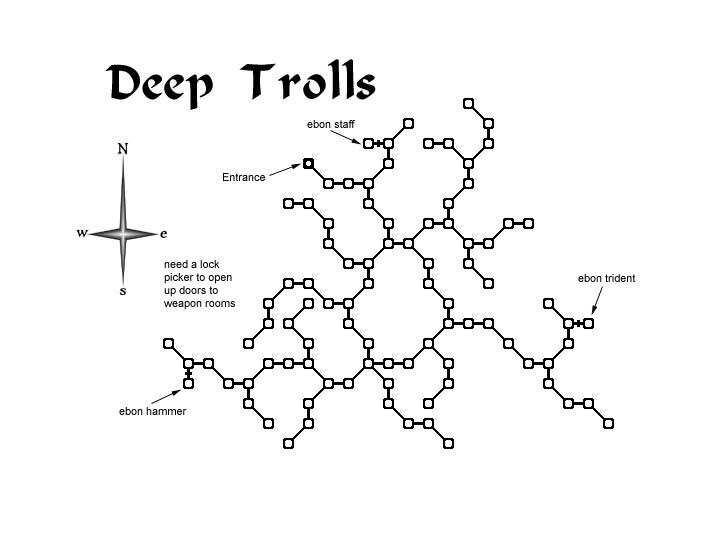 Deep Trolls
ebon staff
N
Entrance
w
e
need a lock
picker to open
up doors to
weapon rooms
ebon trident
s
ebon hammer